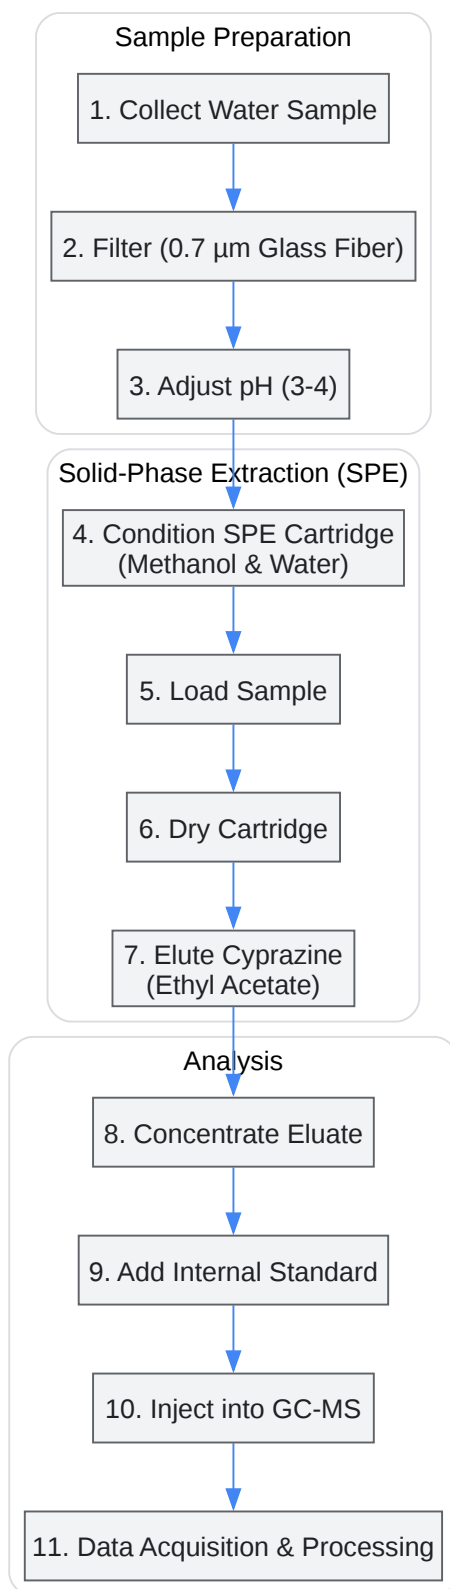 Sample Preparation
1. Collect Water Sample
2. Filter (0.7 µm Glass Fiber)
3. Adjust pH (3-4)
Solid-Phase Extraction (SPE)
4. Condition SPE Cartridge
(Methanol & Water)
5. Load Sample
6. Dry Cartridge
7. Elute Cyprazine
(Ethyl Acetate)
Analysis
8. Concentrate Eluate
9. Add Internal Standard
10. Inject into GC-MS
11. Data Acquisition & Processing